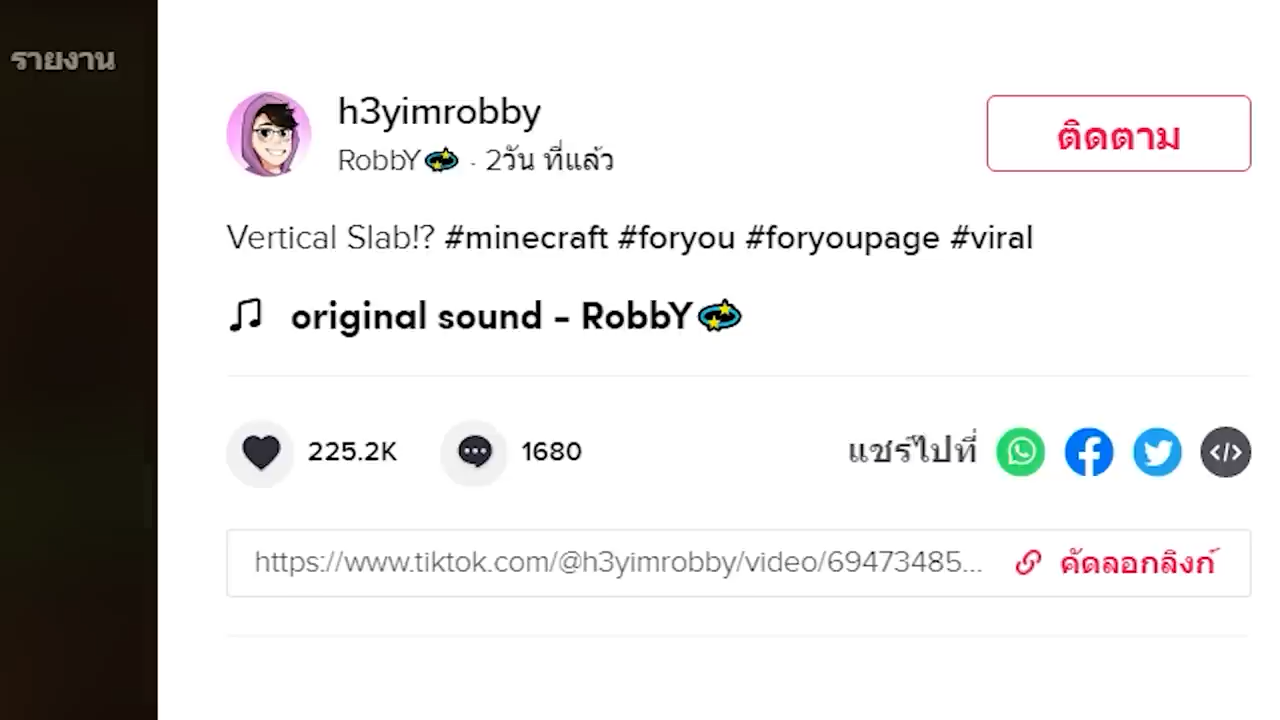 รายงาน
h3yimrobby
RobbY💫 · 2วัน ที่แล้ว
ติดตาม
Vertical Slab!? #minecraft #foryou #foryoupage #viral
original sound - RobbY💫
225.2K 1680 แชร์ไปที่
https://www.tiktok.com/@h3yimrobby/video/69473485... คัดลอกลิงก์